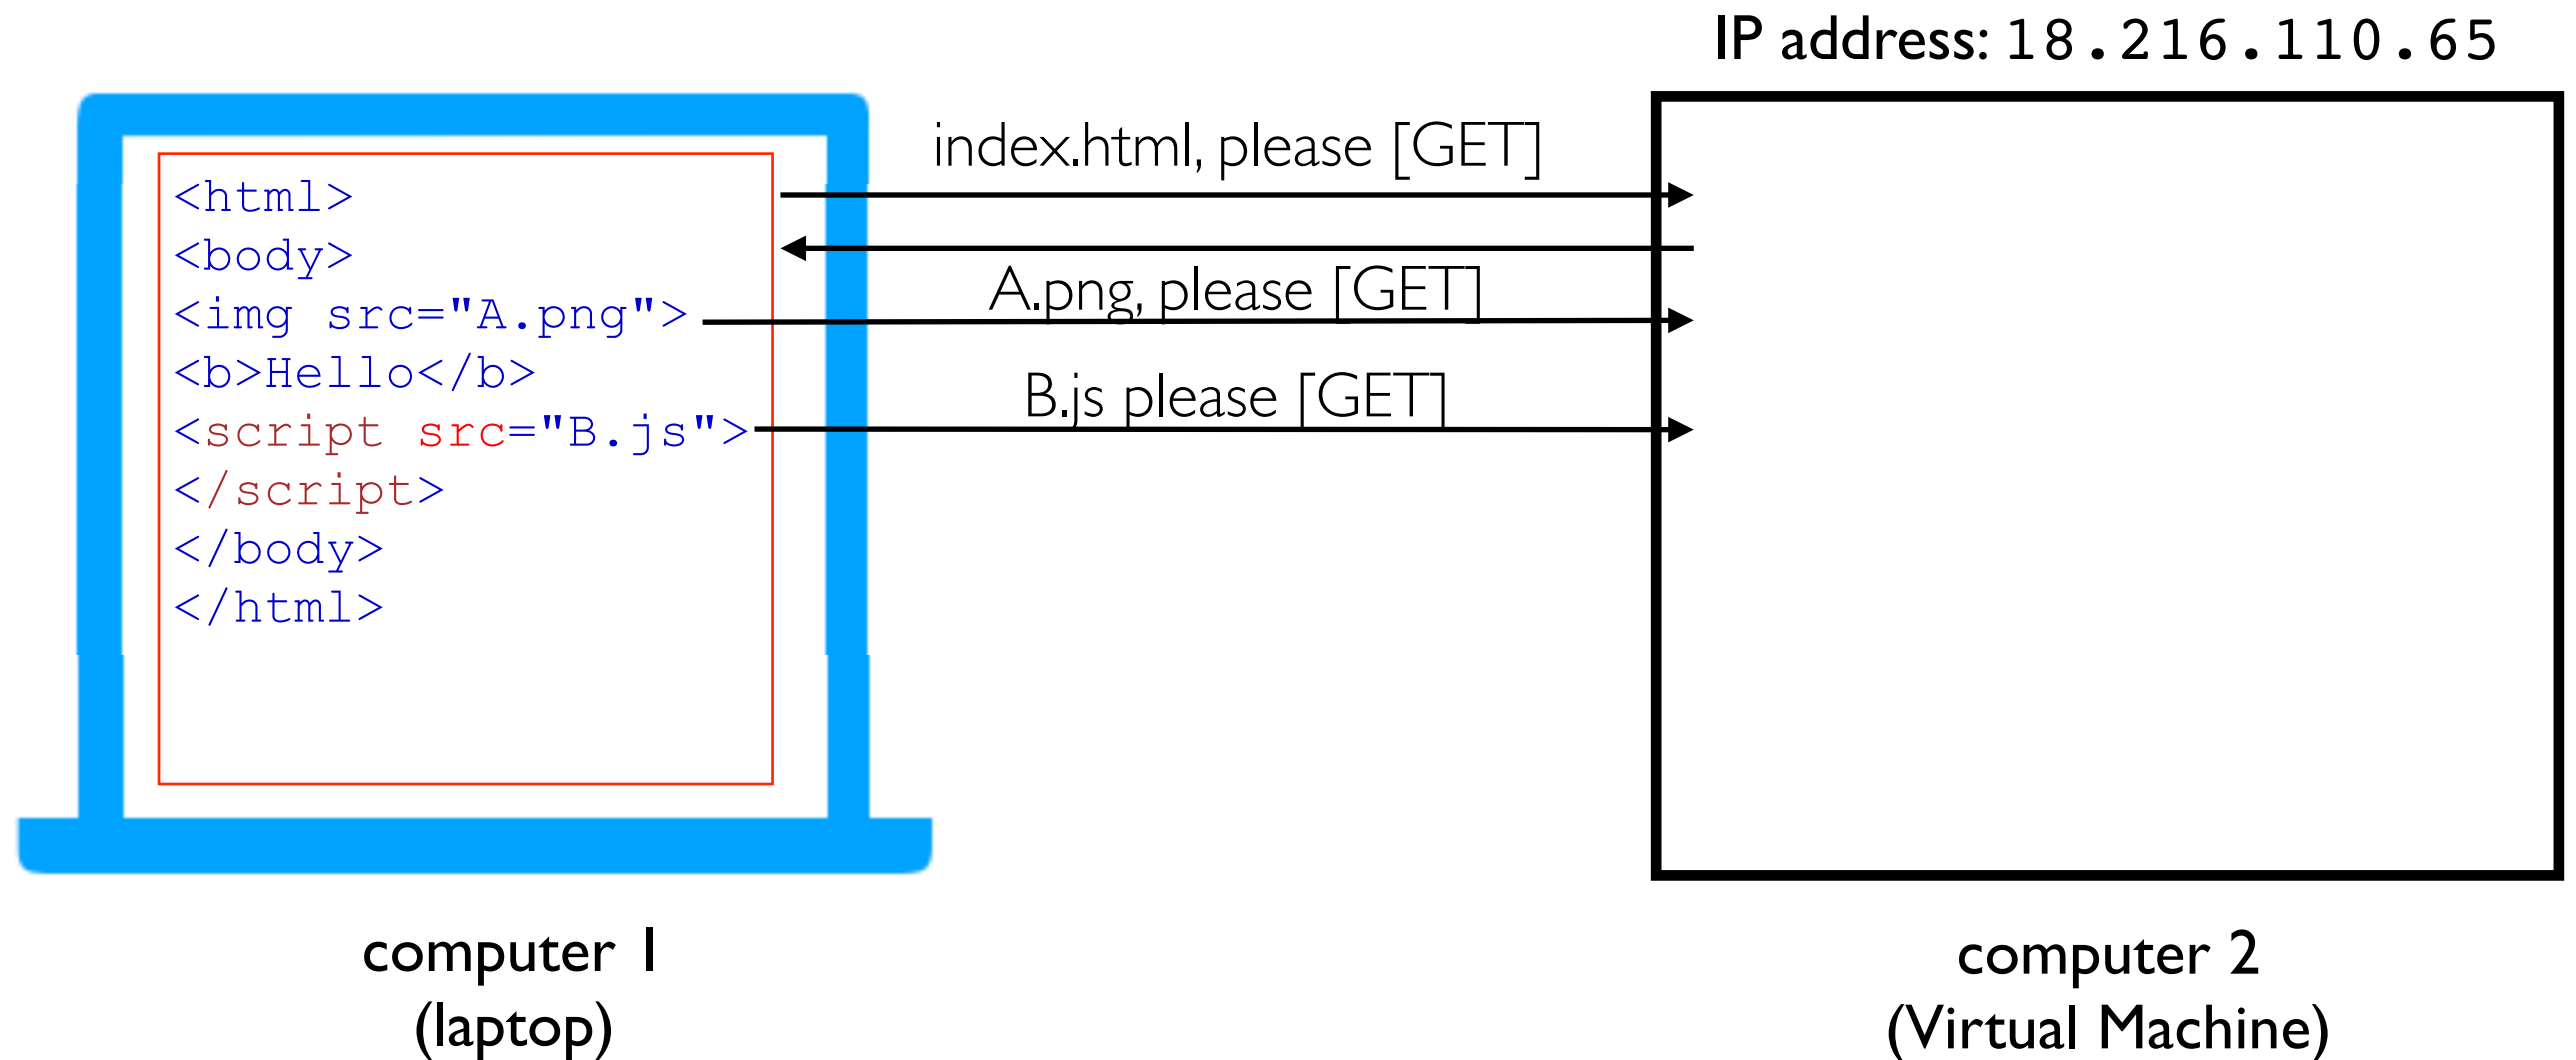 IP address: 18.216.110.65
index.html, please [GET]
A.png, please [GET]
B.js please [GET]
<html>
<body>
<img src="A.png">
<b>Hello</b>
<script src="B.js">
</script>
</body>
</html>
computer 1
(laptop)
computer 2
(Virtual Machine)